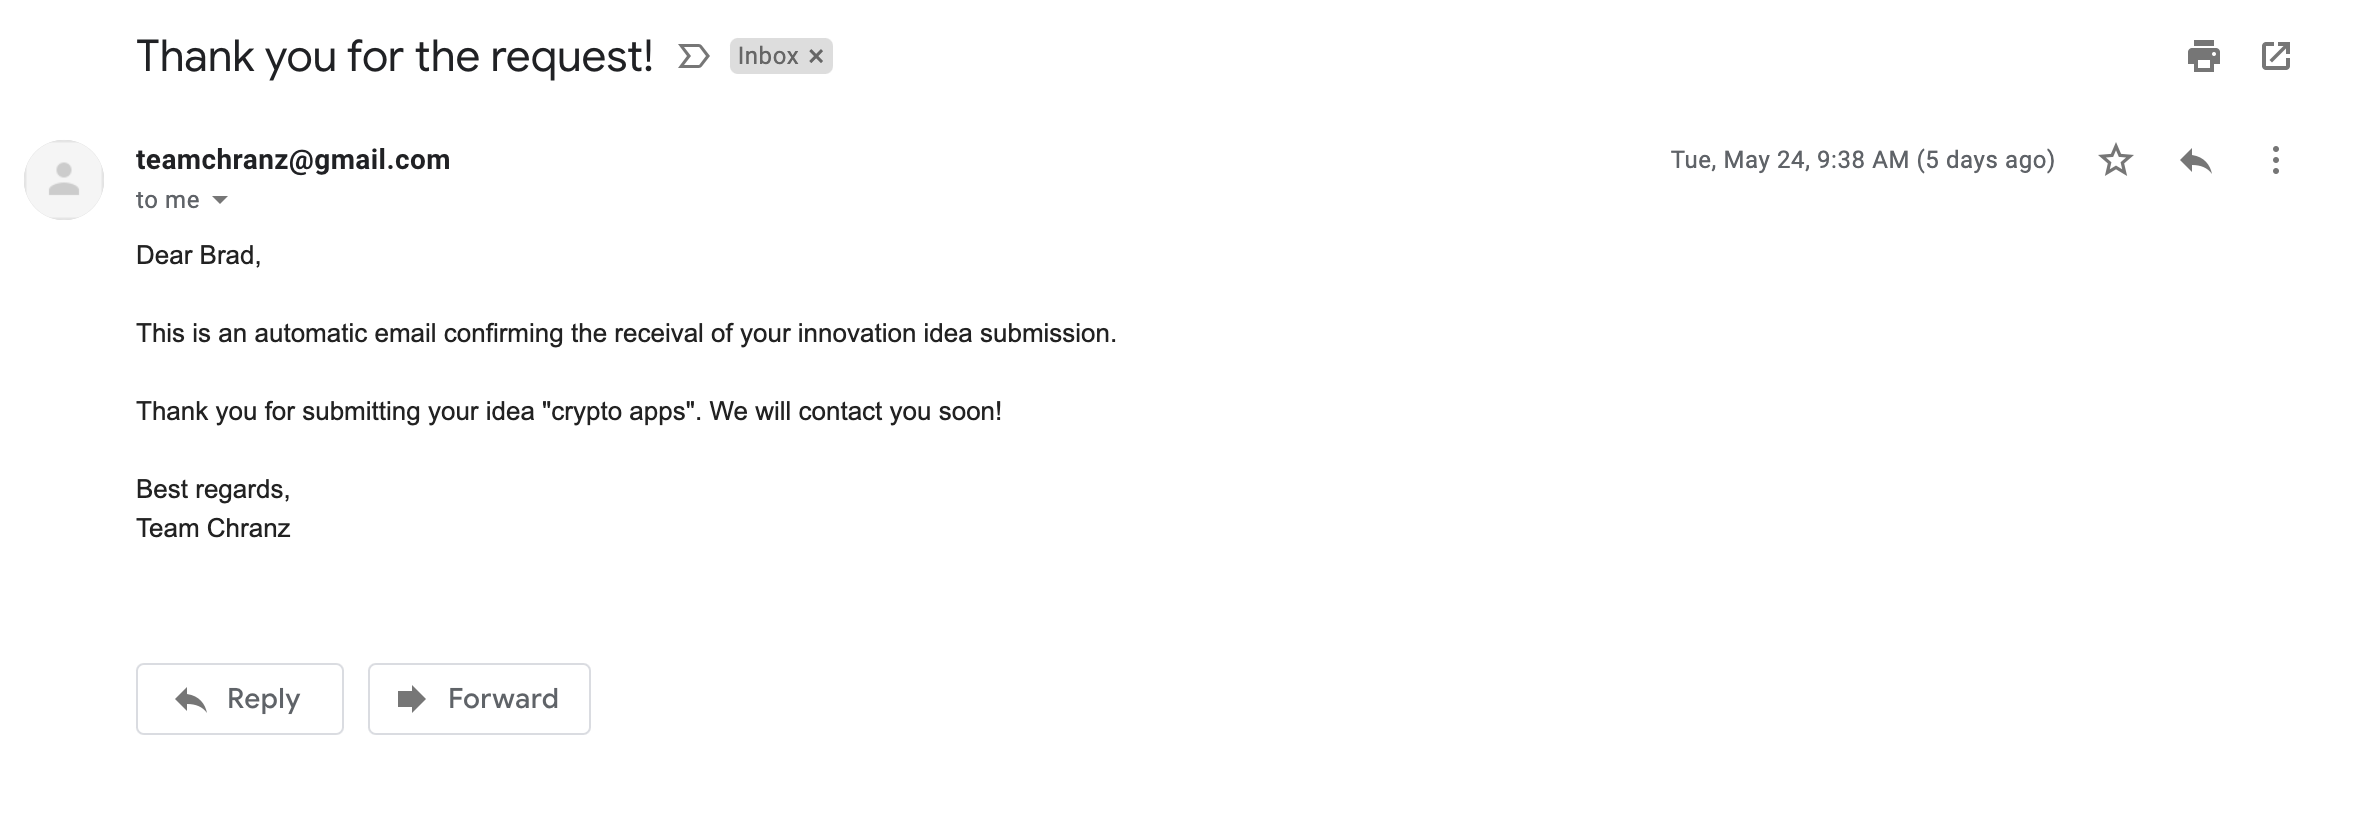 Thank you for the request! Inbox ×
teamchranz@gmail.com Tue, May 24, 9:38 AM (5 days ago)
to me
Dear Brad,
This is an automatic email confirming the receival of your innovation idea submission.
Thank you for submitting your idea "crypto apps". We will contact you soon!
Best regards,
Team Chranz
Reply Forward